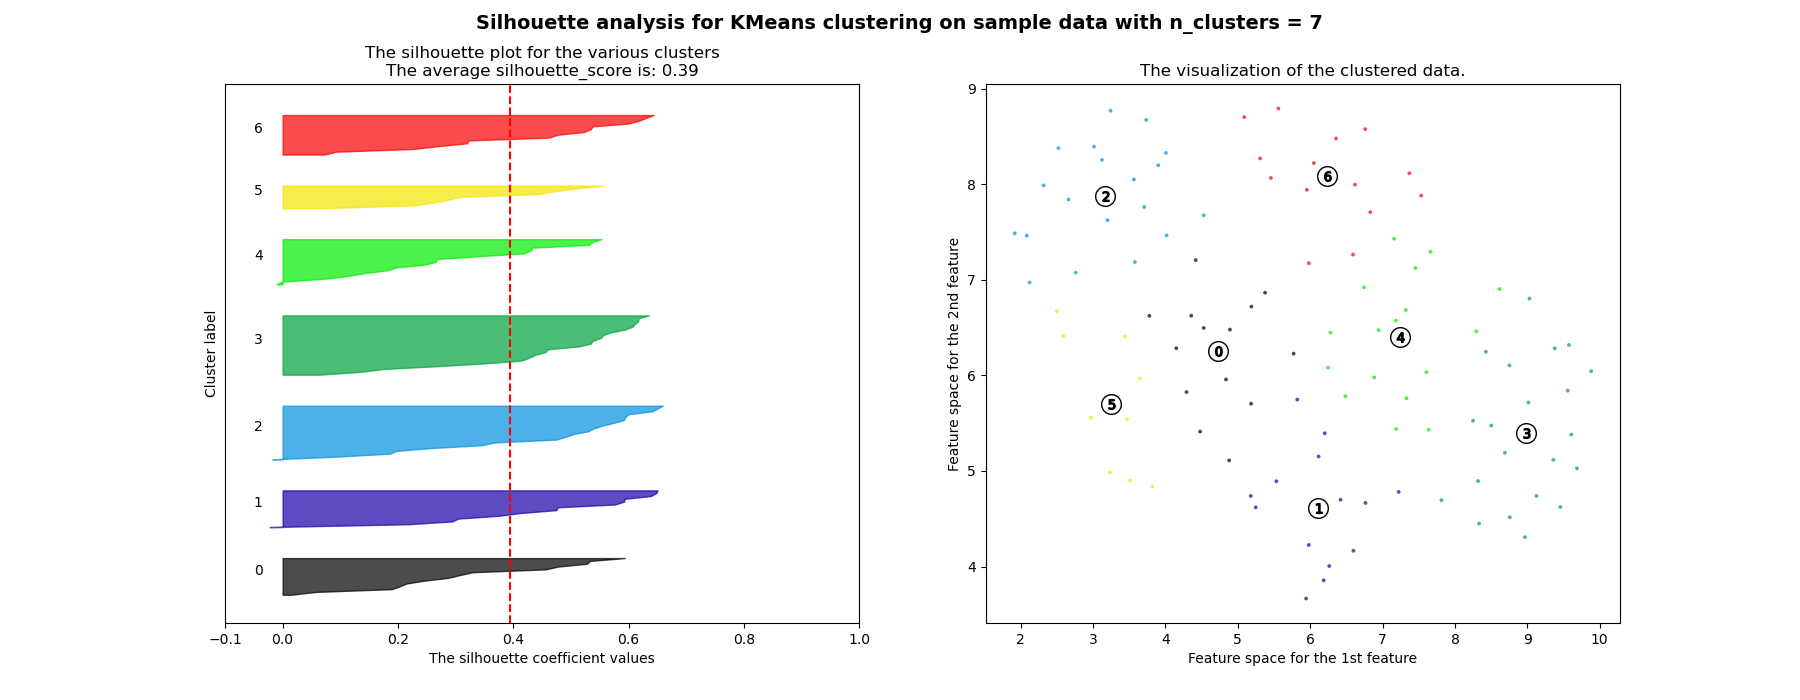 Silhouette analysis for KMeans clustering on sample data with n_clusters = 7
The silhouette plot for the various clusters
The average silhouette_score is: 0.39
6
5
4
3
2
1
0
Cluster label
−0.1 0.0 0.2 0.4 0.6 0.8 1.0
The silhouette coefficient values
The visualization of the clustered data.
9
8
7
6
5
4
Feature space for the 2nd feature
6
2
4
0
5
3
1
2 3 4 5 6 7 8 9 10
Feature space for the 1st feature